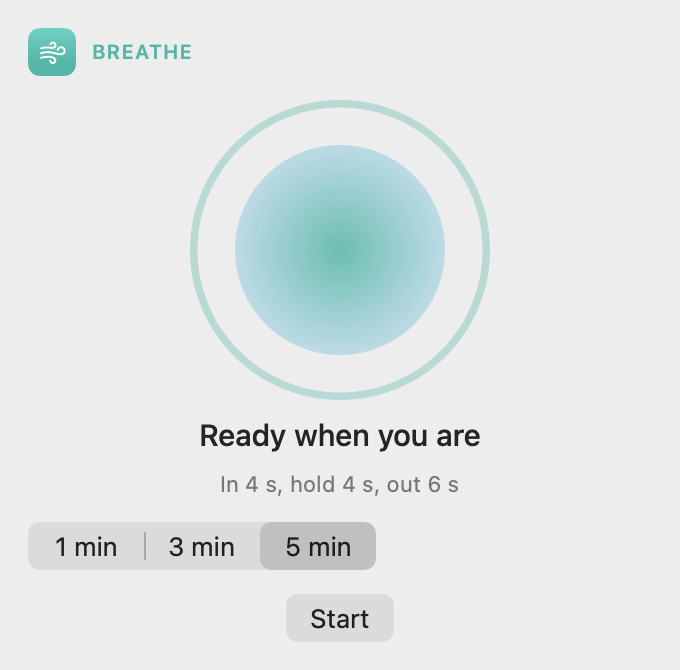 BREATHE
Ready when you are
In 4 s, hold 4 s, out 6 s
1 min 3 min 5 min
Start